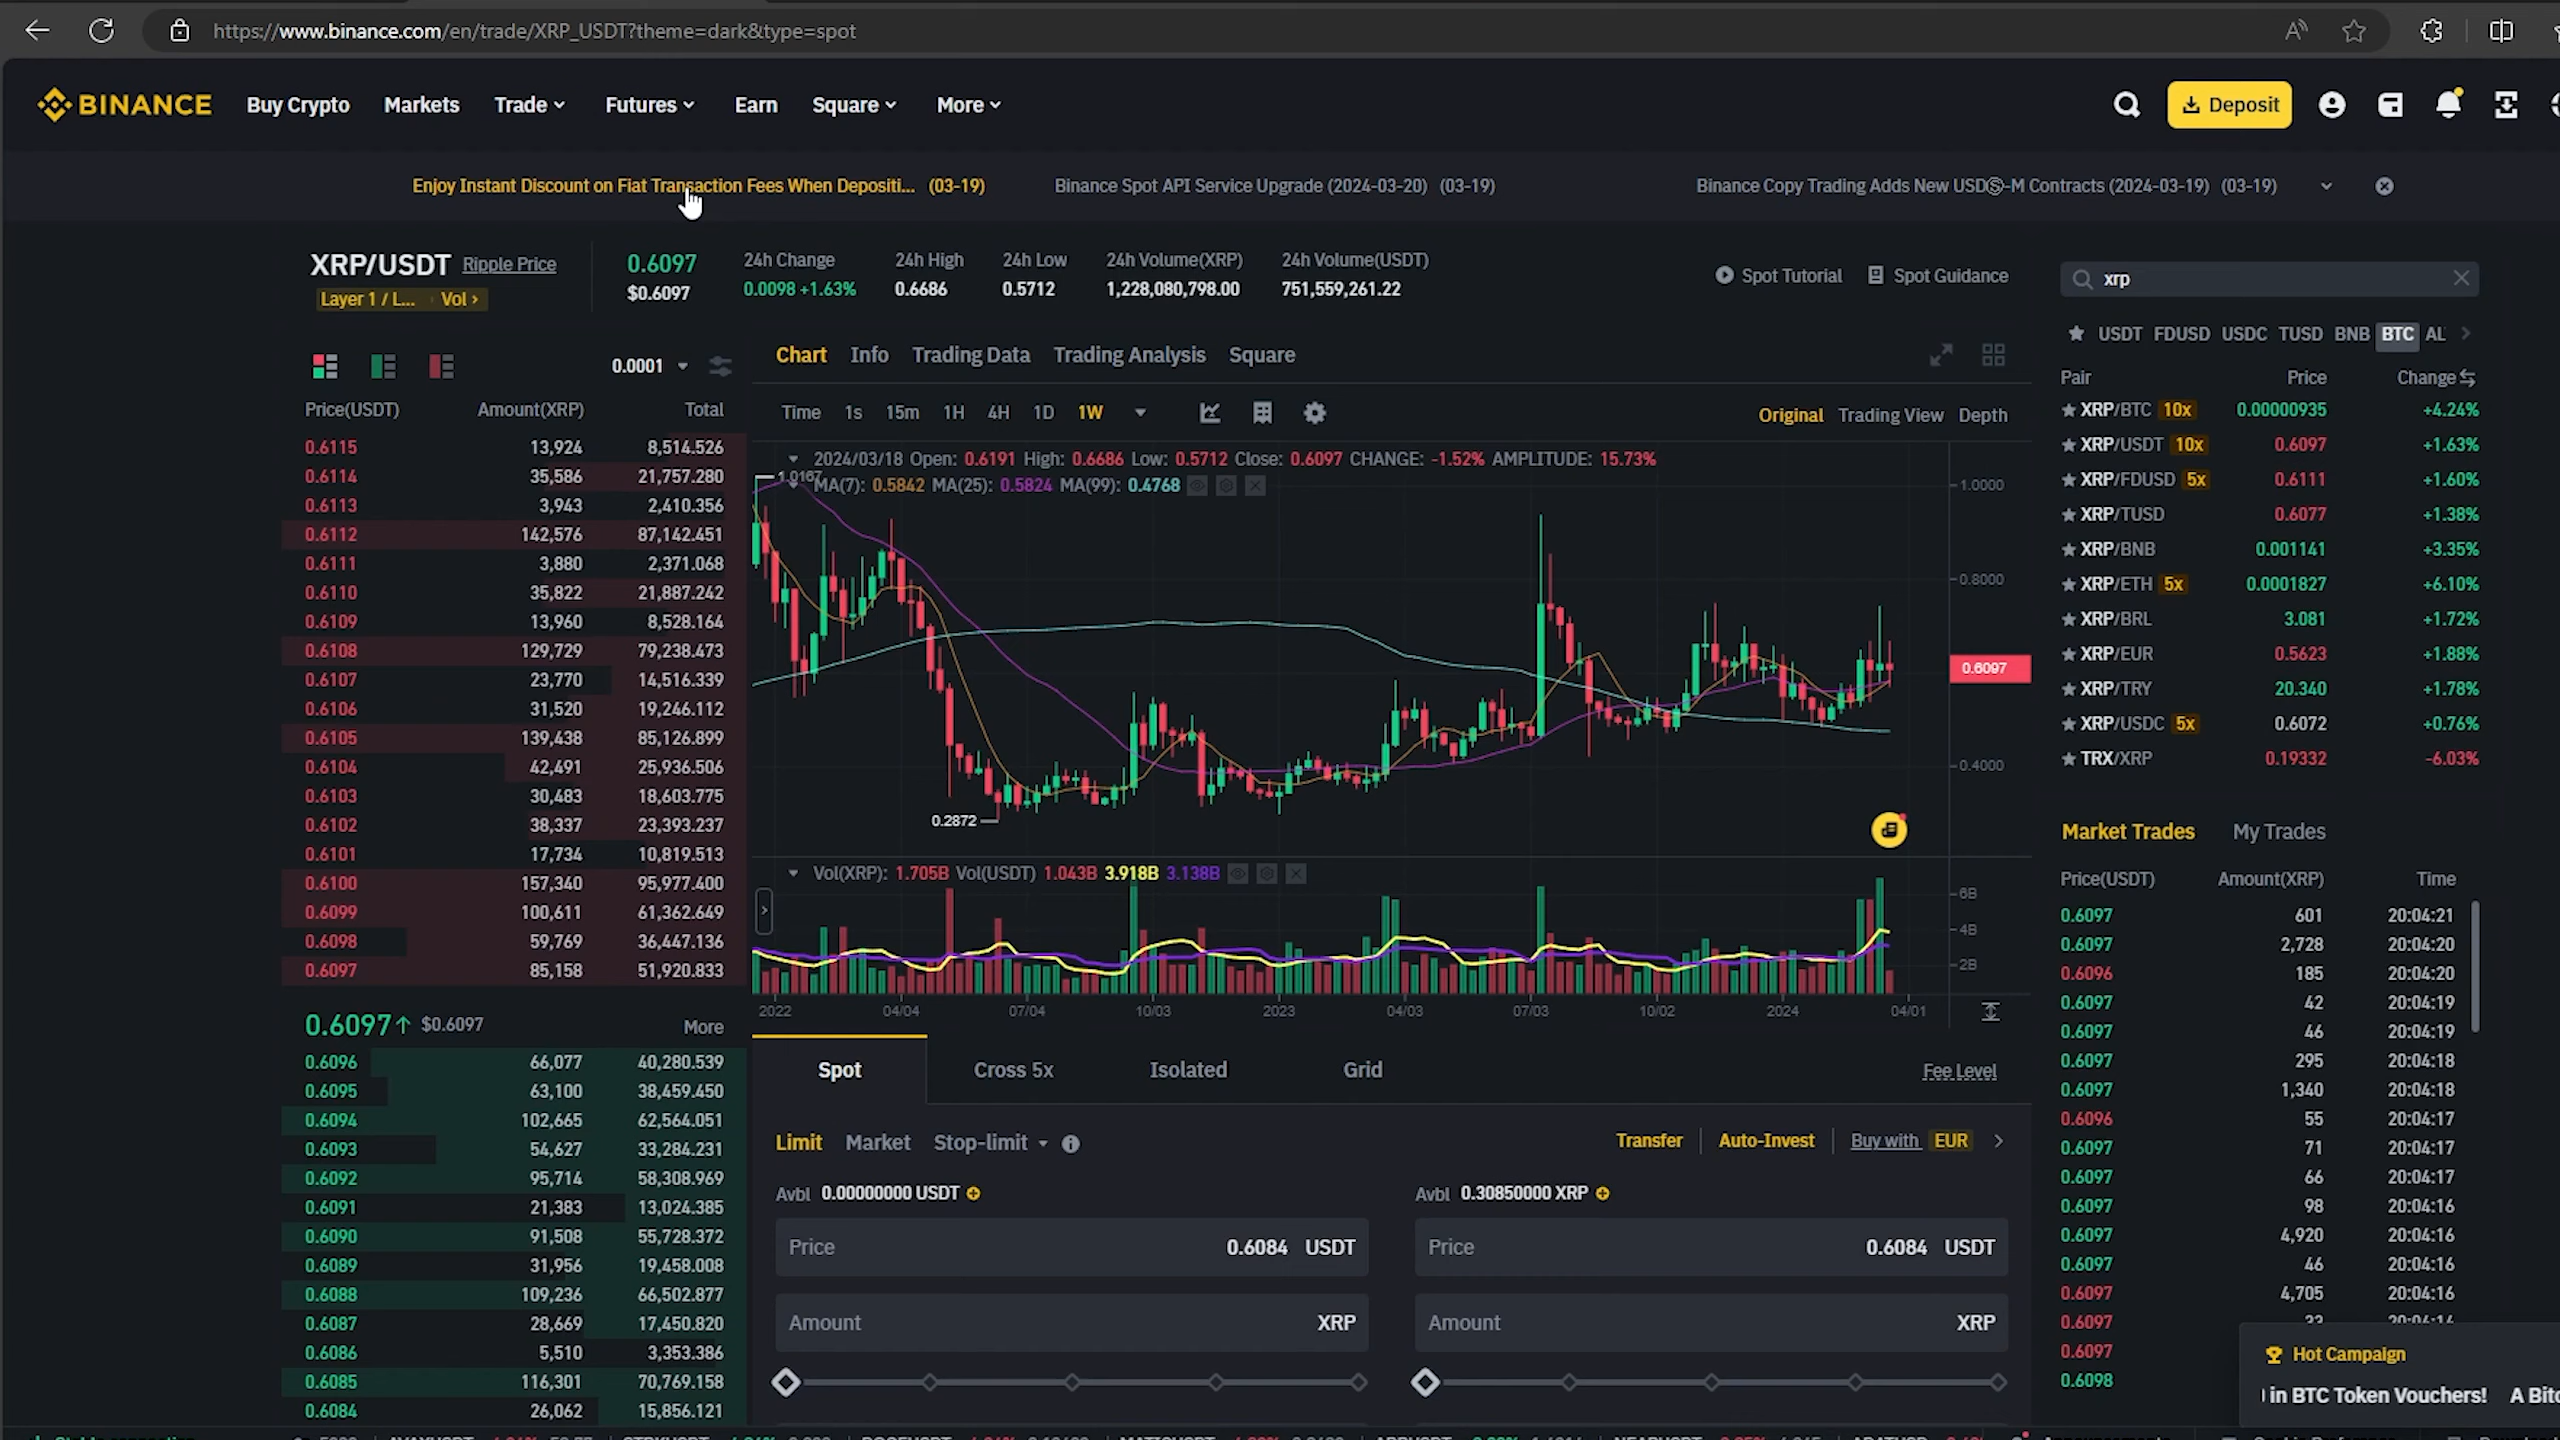 https://www.binance.com/en/trade/XRP_USDT?theme=dark&type=spot
BINANCE Buy Crypto Markets Trade Futures Earn Square More Deposit
Enjoy Instant Discount on Fiat Transaction Fees When Depositi... (03-19) Binance Spot API Service Upgrade (2024-03-20) (03-19) Binance Copy Trading Adds New USDⓈ-M Contracts (2024-03-19) (03-19)
XRP/USDT Ripple Price
Layer 1 / L... Vol
0.6097
$0.6097
24h Change
0.0098 +1.63%
24h High
0.6686
24h Low
0.5712
24h Volume(XRP)
1,228,080,798.00
24h Volume(USDT)
751,559,261.22
Spot Tutorial Spot Guidance
0.0001
Price(USDT) Amount(XRP) Total
0.6115 13,924 8,514.526
0.6114 35,586 21,757.280
0.6113 3,943 2,410.356
0.6112 142,576 87,142.451
0.6111 3,880 2,371.068
0.6110 35,822 21,887.242
0.6109 13,960 8,528.164
0.6108 129,729 79,238.473
0.6107 23,770 14,516.339
0.6106 31,520 19,246.112
0.6105 139,438 85,126.899
0.6104 42,491 25,936.506
0.6103 30,483 18,603.775
0.6102 38,337 23,393.237
0.6101 17,734 10,819.513
0.6100 157,340 95,977.400
0.6099 100,611 61,362.649
0.6098 59,769 36,447.136
0.6097 85,158 51,920.833
0.6097↑ $0.6097 More
0.6096 66,077 40,280.539
0.6095 63,100 38,459.450
0.6094 102,665 62,564.051
0.6093 54,627 33,284.231
0.6092 95,714 58,308.969
0.6091 21,383 13,024.385
0.6090 91,508 55,728.372
0.6089 31,956 19,458.008
0.6088 109,236 66,502.877
0.6087 28,669 17,450.820
0.6086 5,510 3,353.386
0.6085 116,301 70,769.158
0.6084 26,062 15,856.121
Chart Info Trading Data Trading Analysis Square
Time 1s 15m 1H 4H 1D 1W
Original Trading View Depth
2024/03/18 Open: 0.6191 High: 0.6686 Low: 0.5712 Close: 0.6097 CHANGE: -1.52% AMPLITUDE: 15.73%
1.0167 MA(7): 0.5842 MA(25): 0.5824 MA(99): 0.4768
1.0000
0.8000
0.6097
0.4000
0.2872
Vol(XRP): 1.705B Vol(USDT) 1.043B 3.918B 3.138B
6B
4B
2B
2022 04/04 07/04 10/03 2023 04/03 07/03 10/02 2024 04/01
Spot Cross 5x Isolated Grid Fee Level
Limit Market Stop-limit Transfer Auto-Invest Buy with EUR
Avbl 0.00000000 USDT Avbl 0.30850000 XRP
Price 0.6084 USDT Price 0.6084 USDT
Amount XRP Amount XRP
xrp
USDT FDUSD USDC TUSD BNB BTC AL
Pair Price Change
XRP/BTC 10x 0.00000935 +4.24%
XRP/USDT 10x 0.6097 +1.63%
XRP/FDUSD 5x 0.6111 +1.60%
XRP/TUSD 0.6077 +1.38%
XRP/BNB 0.001141 +3.35%
XRP/ETH 5x 0.0001827 +6.10%
XRP/BRL 3.081 +1.72%
XRP/EUR 0.5623 +1.88%
XRP/TRY 20.340 +1.78%
XRP/USDC 5x 0.6072 +0.76%
TRX/XRP 0.19332 -6.03%
Market Trades My Trades
Price(USDT) Amount(XRP) Time
0.6097 601 20:04:21
0.6097 2,728 20:04:20
0.6096 185 20:04:20
0.6097 42 20:04:19
0.6097 46 20:04:19
0.6097 295 20:04:18
0.6097 1,340 20:04:18
0.6096 55 20:04:17
0.6097 71 20:04:17
0.6097 66 20:04:17
0.6097 98 20:04:16
0.6097 4,920 20:04:16
0.6097 46 20:04:16
0.6097 4,705 20:04:16
0.6097
0.6097
0.6098
Hot Campaign
in BTC Token Vouchers! A Bitc